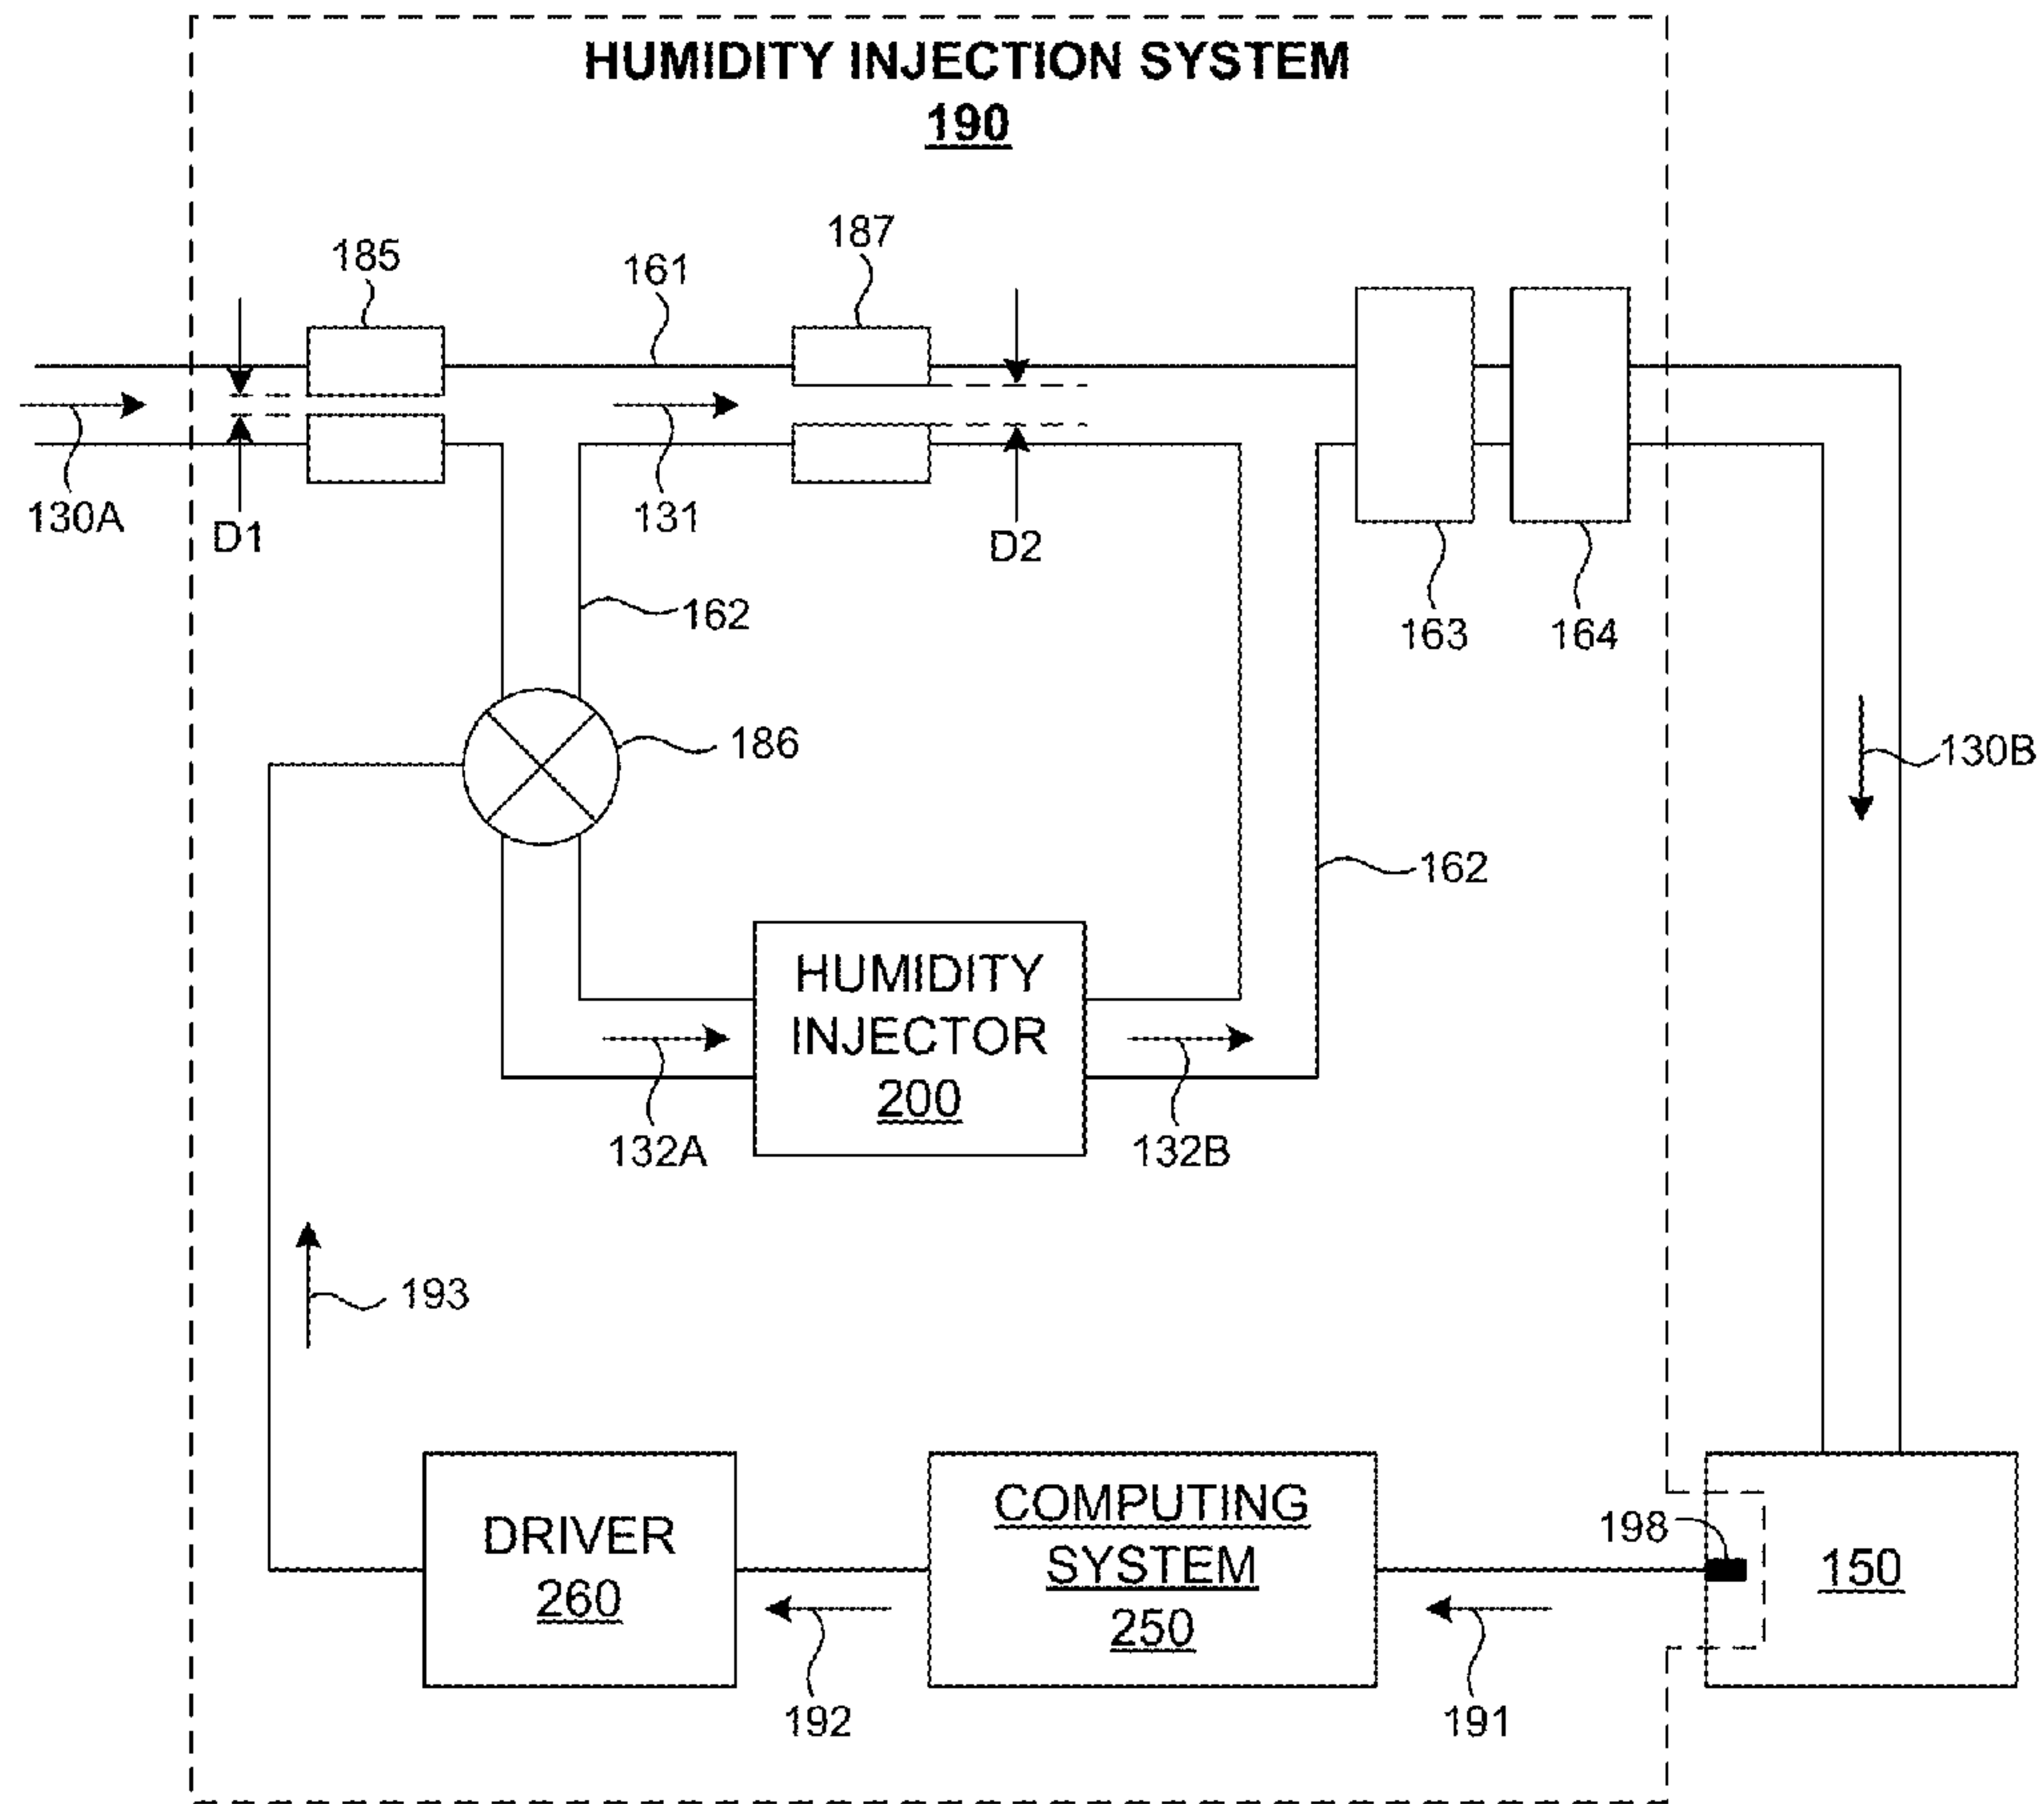 HUMIDITY INJECTION SYSTEM
190
187
185
161
130A
D1
131
D2
162
163
164
186
130B
162
HUMIDITY
INJECTOR
200
132A
132B
193
DRIVER
260
COMPUTING
SYSTEM
250
198
150
192
191